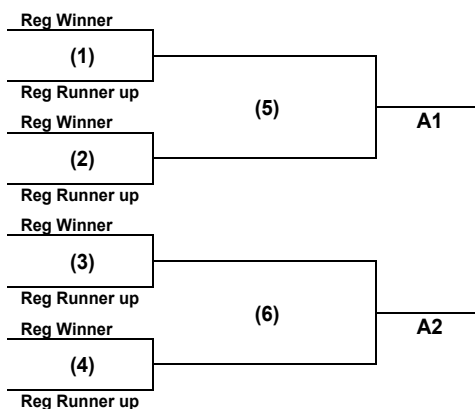 Reg Winner
(1)
Reg Runner up
(5)
A1
Reg Winner
(2)
Reg Runner up
Reg Winner
(3)
Reg Runner up
(6)
A2
Reg Winner
(4)
Reg Runner up